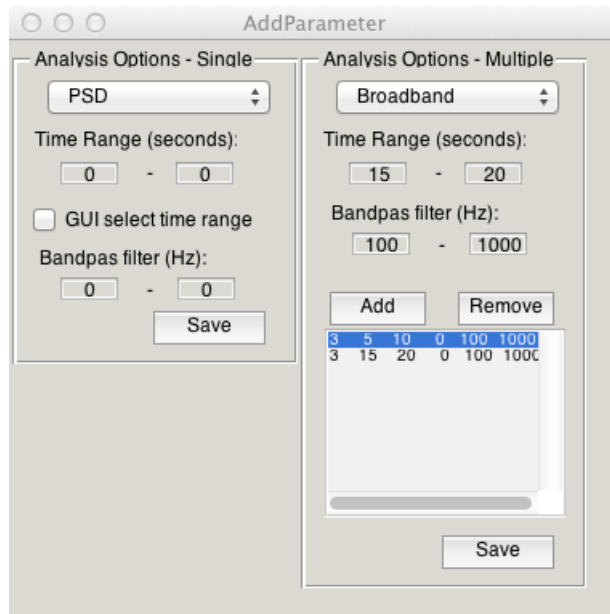 AddParameter
Analysis Options - Single
PSD
Time Range (seconds):
0 - 0
GUI select time range
Bandpas filter (Hz):
0 - 0
Save
Analysis Options - Multiple
Broadband
Time Range (seconds):
15 - 20
Bandpas filter (Hz):
100 - 1000
Add Remove
3 5 10 0 100 1000
3 15 20 0 100 1000
Save